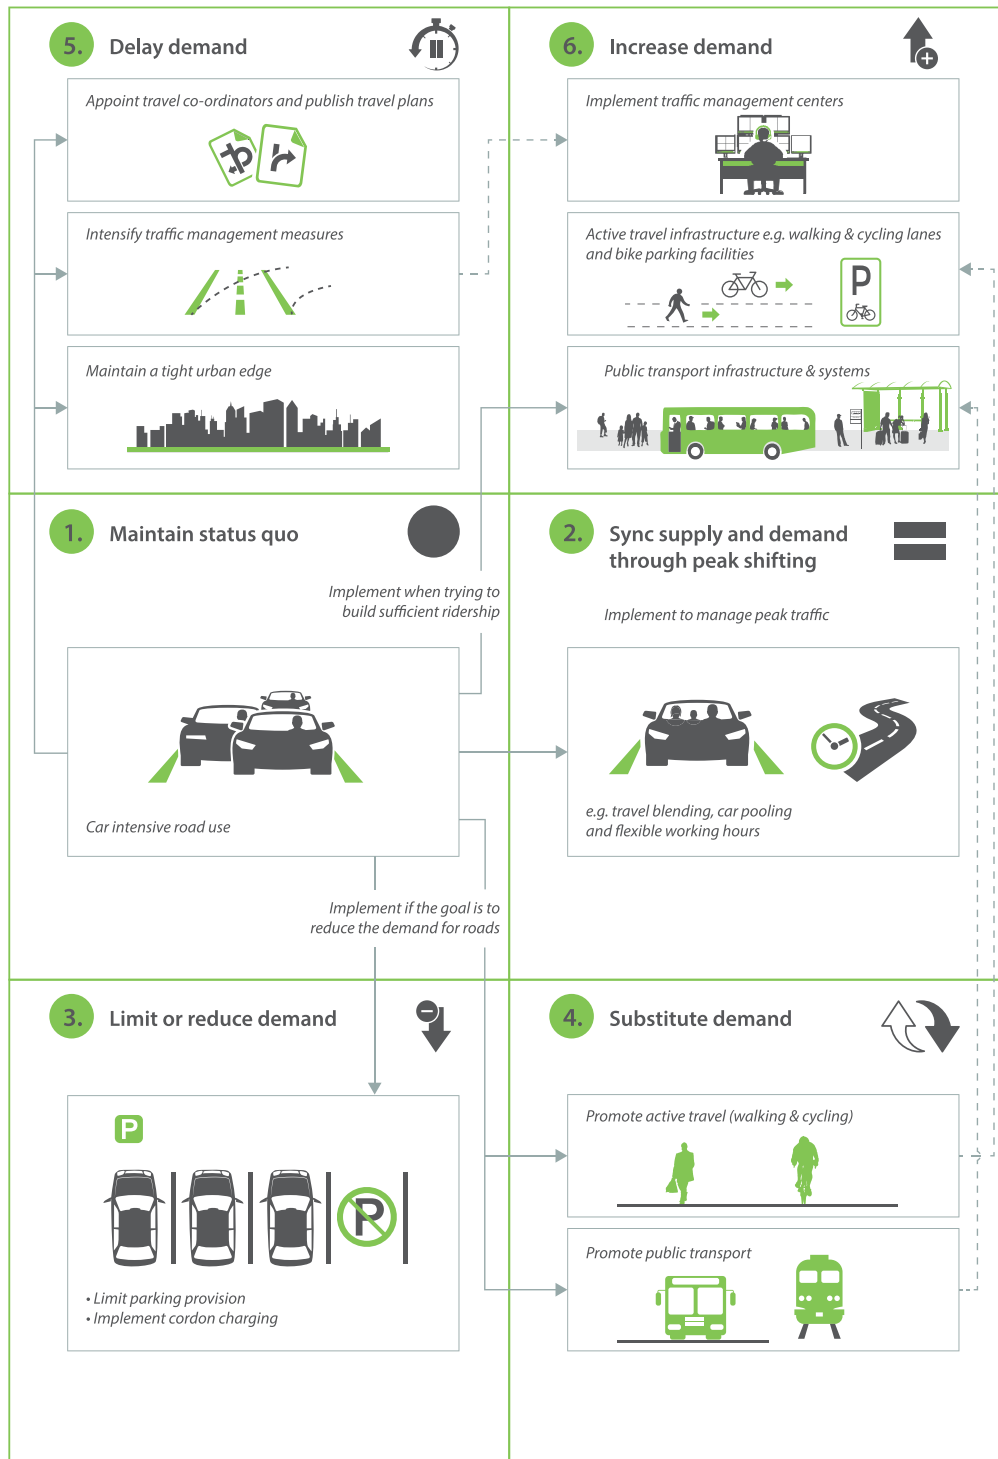 5. Delay demand
Appoint travel co-ordinators and publish travel plans
Intensify traffic management measures
Maintain a tight urban edge
6. Increase demand
Implement traffic management centers
Active travel infrastructure e.g. walking & cycling lanes
and bike parking facilities
P
Public transport infrastructure & systems
1. Maintain status quo
Implement when trying to
build sufficient ridership
Car intensive road use
Implement if the goal is to
reduce the demand for roads
2. Sync supply and demand
through peak shifting
Implement to manage peak traffic
e.g. travel blending, car pooling
and flexible working hours
3. Limit or reduce demand
P
P
• Limit parking provision
• Implement cordon charging
4. Substitute demand
Promote active travel (walking & cycling)
Promote public transport